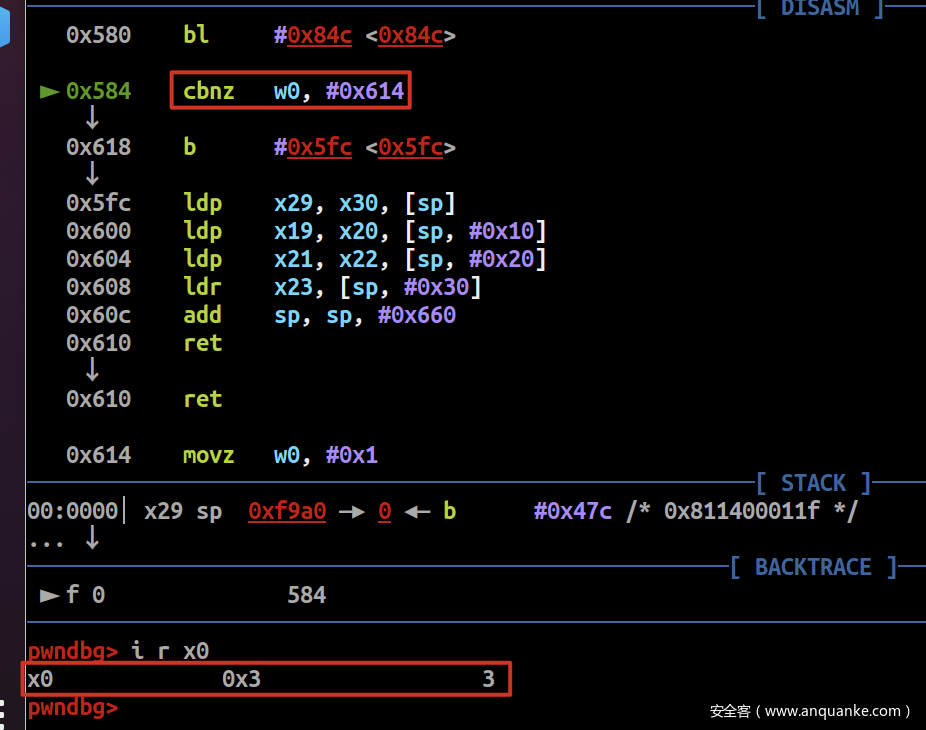 [ DISASM ]
0x580 bl #0x84c <0x84c>
► 0x584 cbnz w0, #0x614
↓
0x618 b #0x5fc <0x5fc>
↓
0x5fc ldp x29, x30, [sp]
0x600 ldp x19, x20, [sp, #0x10]
0x604 ldp x21, x22, [sp, #0x20]
0x608 ldr x23, [sp, #0x30]
0x60c add sp, sp, #0x660
0x610 ret
↓
0x610 ret
0x614 movz w0, #0x1
[ STACK ]
00:0000│ x29 sp 0xf9a0 —► 0 ◄— b #0x47c /* 0x811400011f */
... ↓
[ BACKTRACE ]
► f 0 584
pwndbg> i r x0
x0 0x3 3
pwndbg>
安全客（www.anquanke.com）